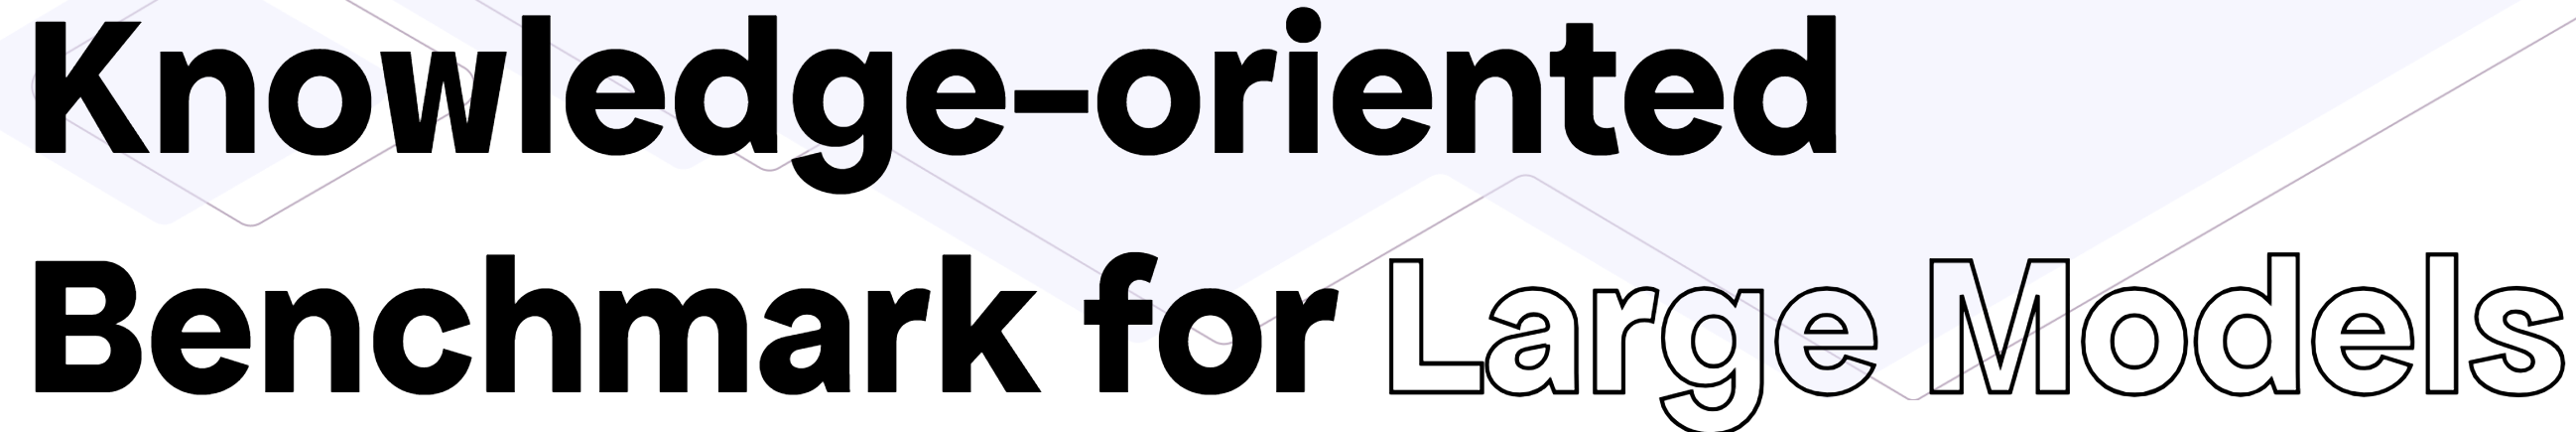 Knowledge-oriented
Benchmark for Large Models